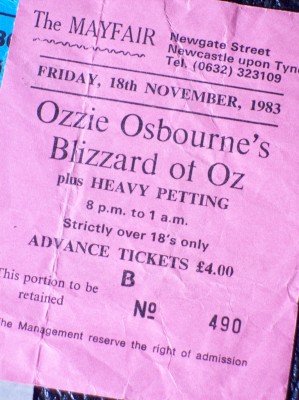 The MAYFAIR
Newgate Street
Newcastle upon Tyne
Tel. (0632) 323109
FRIDAY, 18th NOVEMBER, 1983
Ozzie Osbourne's
Blizzard of Oz
plus HEAVY PETTING
8 p.m. to 1 a.m.
Strictly over 18's only
ADVANCE TICKETS £4.00
This portion to be
retained
B
No 490
The Management reserve the right of admission